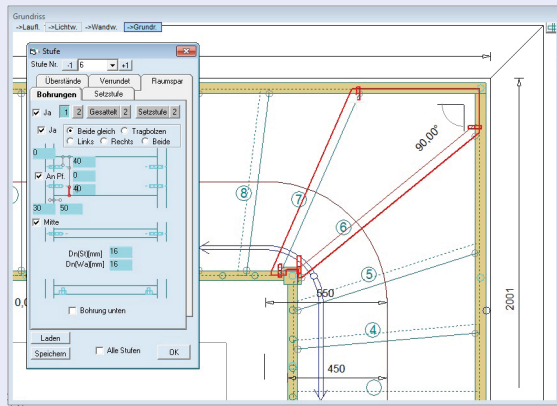 Grundriss
->Laufl. ->Lichtw. ->Wandw. ->Grundr.
Stufe
Stufe Nr. -1 6 +1
Überstände Verrundet Raumspar
Bohrungen Setzstufe
Ja 1 2 Gesattelt 2 Setzstufe 2
Ja Beide gleich Tragbolzen
Links Rechts Beide
0
40
An Pf. 0
40
30 50
Mitte
Dn(St)[mm] 16
Dn(Wa)[mm] 16
Bohrung unten
Laden
Speichern Alle Stufen OK
0,0
90,00°
8
7
6
5
4
550
450
2001